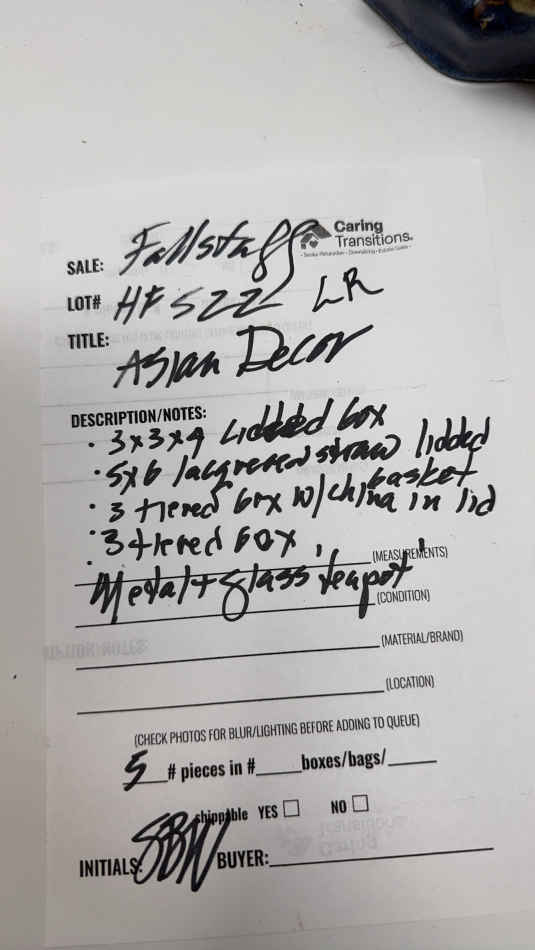 Caring
Transitions.
SALE: Fallstaff
LOT# HFS22 LR
TITLE:
Asian Decor
DESCRIPTION/NOTES:
• 3x3x9 Lidded box
• 5x6 lacquered straw lidded
basket
• 3 tiered box w/china in lid
• 3 tiered box
(MEASUREMENTS)
• Metal + glass "teapot"
(CONDITION)
(MATERIAL/BRAND)
(LOCATION)
(CHECK PHOTOS FOR BLUR/LIGHTING BEFORE ADDING TO QUEUE)
5 # pieces in # boxes/bags/
shippable YES ☐ NO ☐
INITIALS: SBW BUYER: